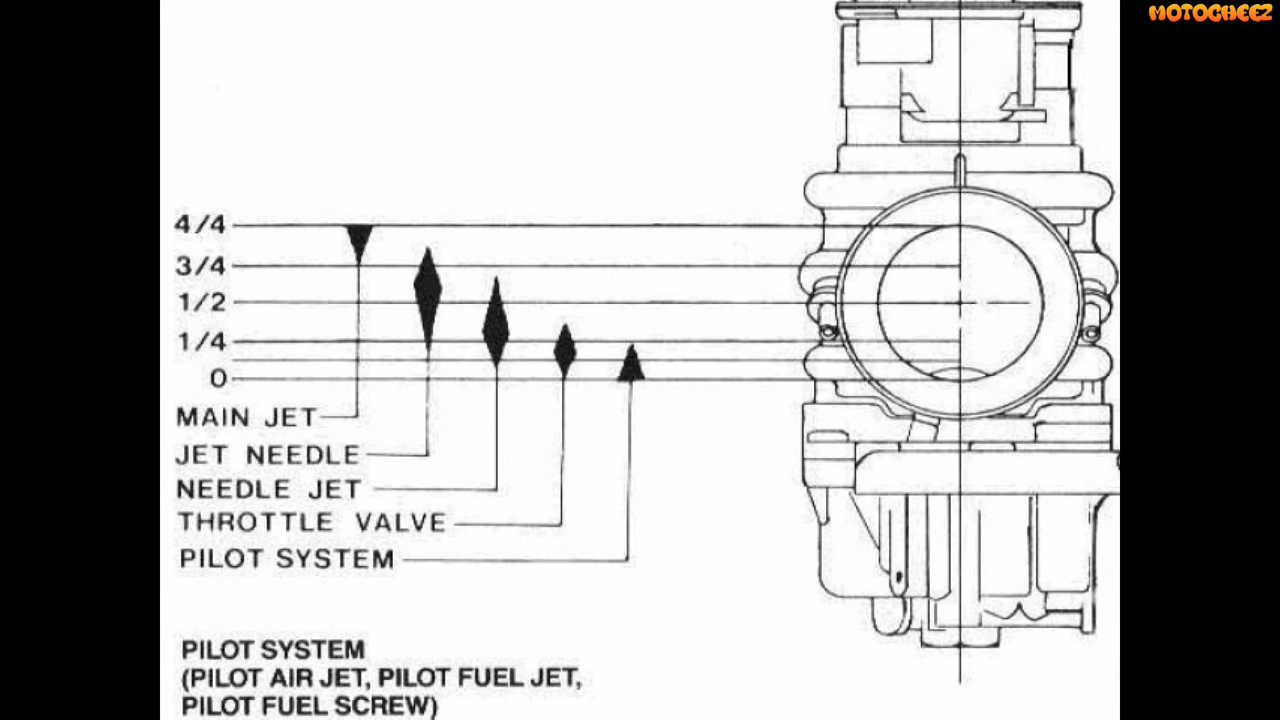 MOTOCHEEZ
4/4
3/4
1/2
1/4
0
MAIN JET
JET NEEDLE
NEEDLE JET
THROTTLE VALVE
PILOT SYSTEM
PILOT SYSTEM
(PILOT AIR JET, PILOT FUEL JET,
PILOT FUEL SCREW)